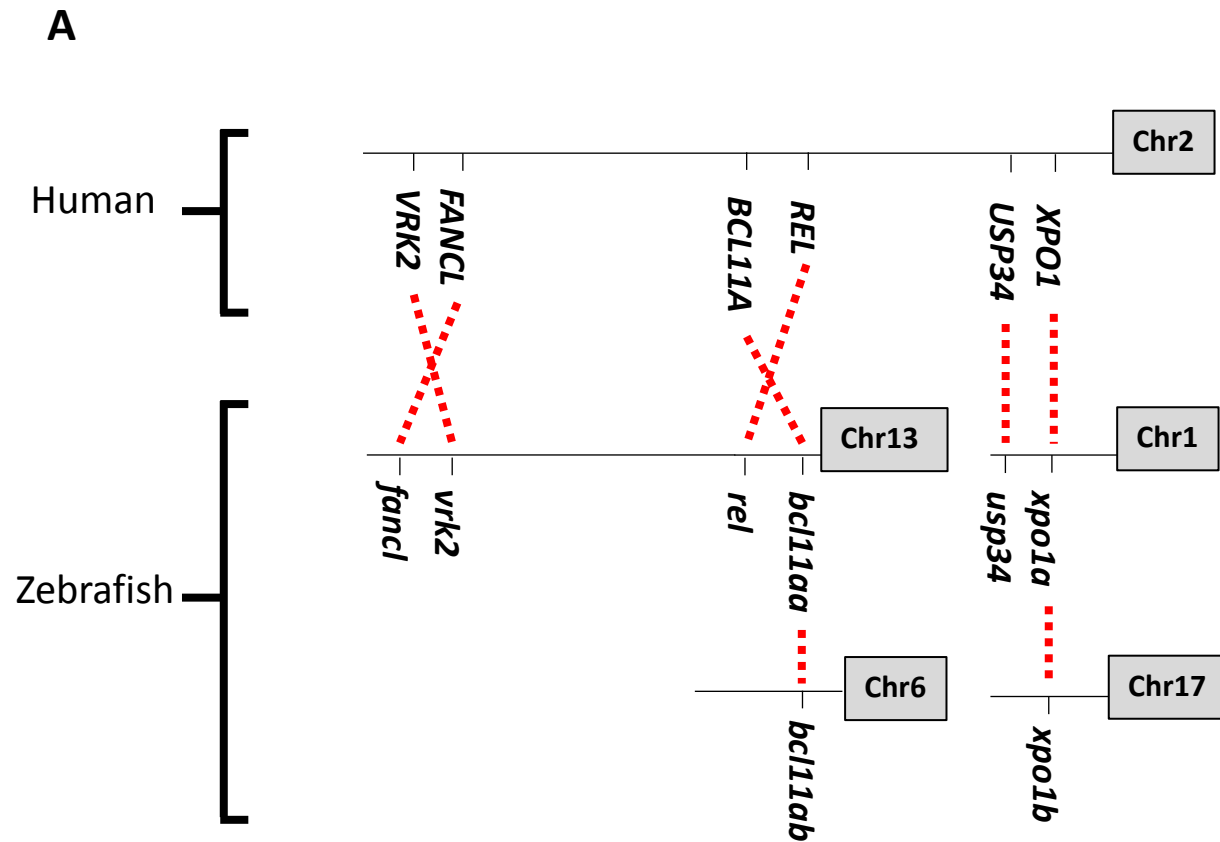 A
Chr2
Human
VRK2
FANCL
BCL11A
REL
USP34
XPO1
Chr13
Chr1
Zebrafish
fancl
vrk2
rel
bcl11aa
usp34
xpo1a
Chr6
Chr17
bcl11ab
xpo1b